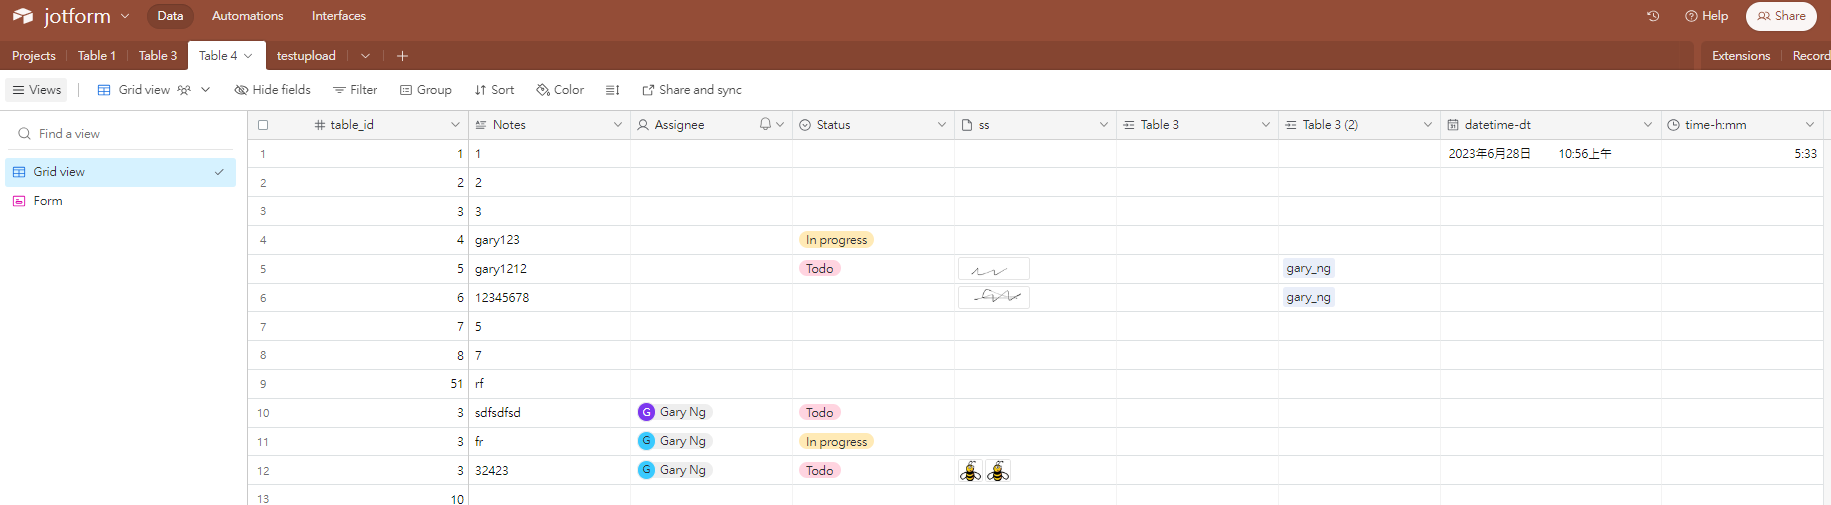 jotform Data Automations Interfaces Help Share
Projects Table 1 Table 3 Table 4 testupload Extensions Record
Views Grid view Hide fields Filter Group Sort Color Share and sync
Find a view
Grid view
Form
table_id Notes Assignee Status ss Table 3 Table 3 (2) datetime-dt time-h:mm
1 1 1 2023年6月28日 10:56上午 5:33
2 2 2
3 3 3
4 4 gary123 In progress
5 5 gary1212 Todo gary_ng
6 6 12345678 gary_ng
7 7 5
8 8 7
9 51 rf
10 3 sdfsdfsd G Gary Ng Todo
11 3 fr G Gary Ng In progress
12 3 32423 G Gary Ng Todo
13 10